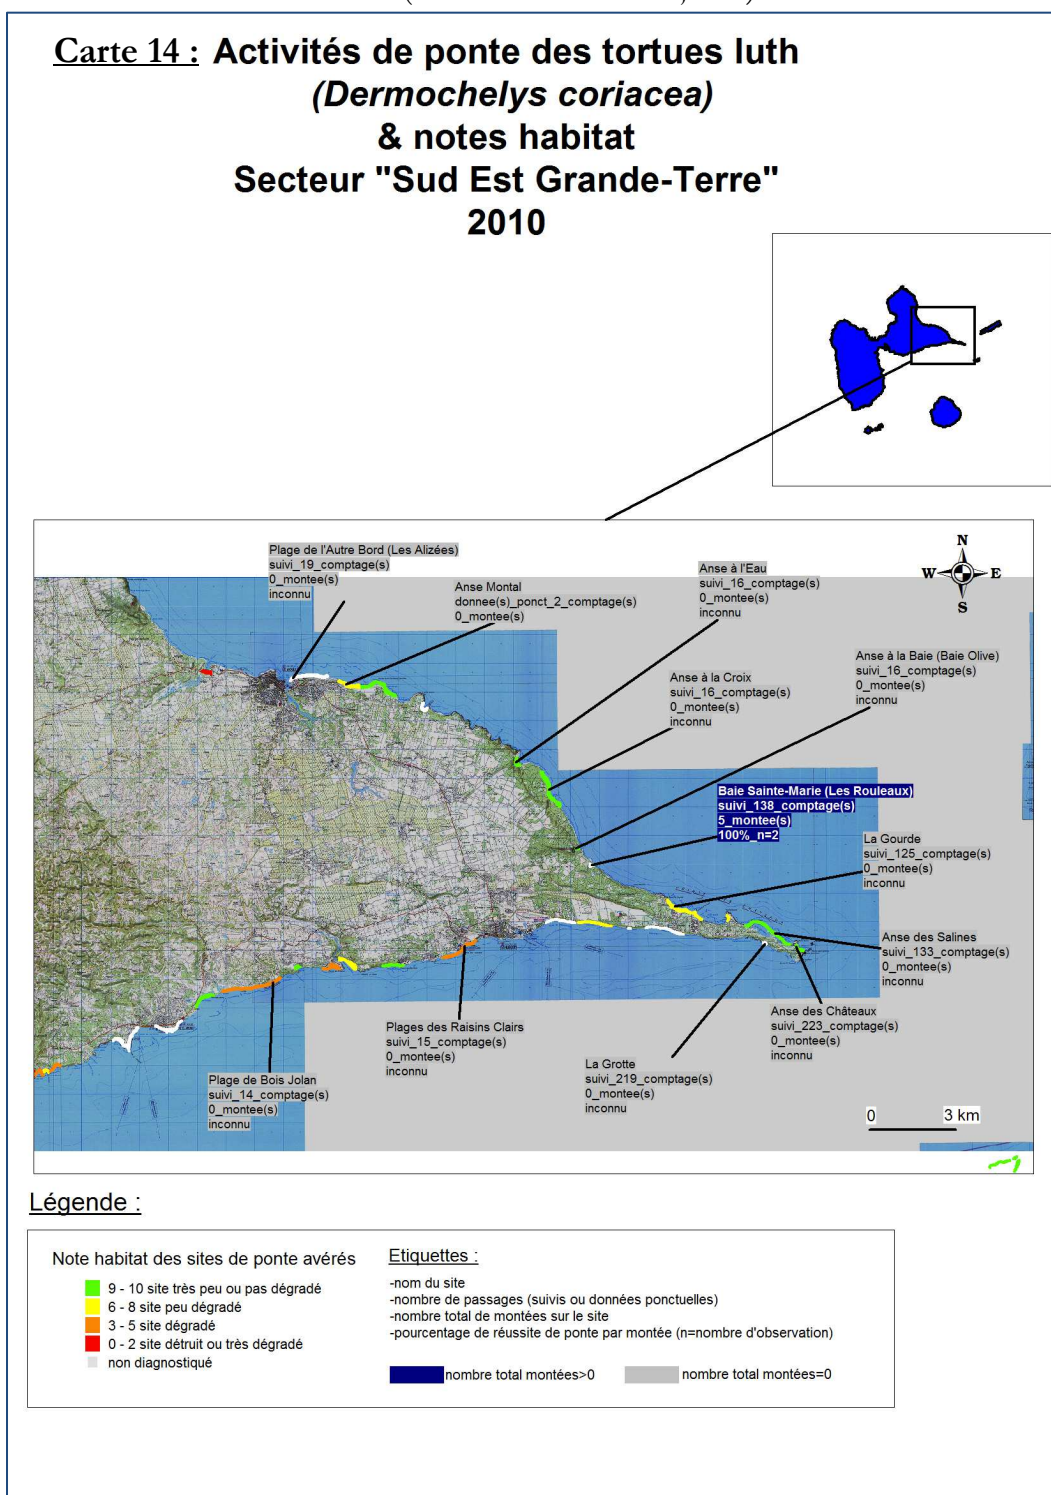 Carte 14 : Activités de ponte des tortues luth
(Dermochelys coriacea)
& notes habitat
Secteur "Sud Est Grande-Terre"
2010
Plage de l'Autre Bord (Les Alizées)
suivi_19_comptage(s)
0_montee(s)
inconnu
Anse Montal
donnee(s)_ponct_2_comptage(s)
0_montee(s)
Anse à l'Eau
suivi_16_comptage(s)
0_montee(s)
inconnu
N
W
E
S
Anse à la Baie (Baie Olive)
suivi_16_comptage(s)
0_montee(s)
inconnu
Anse à la Croix
suivi_16_comptage(s)
0_montee(s)
inconnu
Baie Sainte-Marie (Les Rouleaux)
suivi_138_comptage(s)
5_montee(s)
100%_n=2
La Gourde
suivi_125_comptage(s)
0_montee(s)
inconnu
Anse des Salines
suivi_133_comptage(s)
0_montee(s)
inconnu
Anse des Châteaux
suivi_223_comptage(s)
0_montee(s)
inconnu
Plages des Raisins Clairs
suivi_15_comptage(s)
0_montee(s)
inconnu
La Grotte
suivi_219_comptage(s)
0_montee(s)
inconnu
Plage de Bois Jolan
suivi_14_comptage(s)
0_montee(s)
inconnu
0 3 km
Légende :
Note habitat des sites de ponte avérés
9 - 10 site très peu ou pas dégradé
6 - 8 site peu dégradé
3 - 5 site dégradé
0 - 2 site détruit ou très dégradé
non diagnostiqué
Etiquettes :
-nom du site
-nombre de passages (suivis ou données ponctuelles)
-nombre total de montées sur le site
-pourcentage de réussite de ponte par montée (n=nombre d'observation)
nombre total montées>0
nombre total montées=0